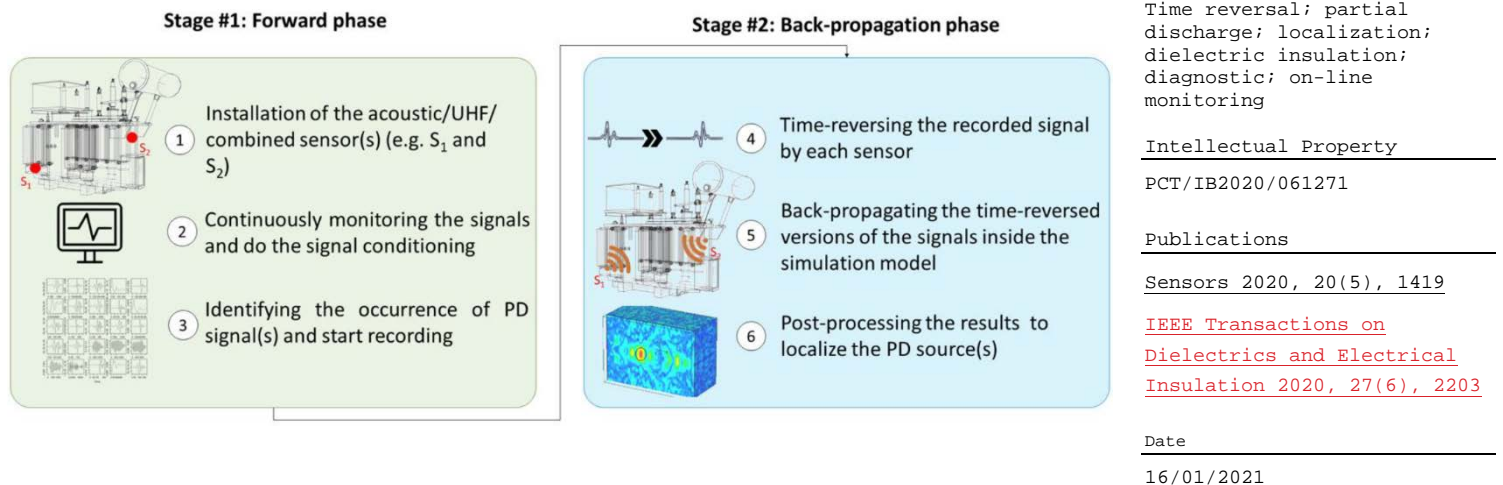 Stage #1: Forward phase
1
Installation of the acoustic/UHF/
combined sensor(s) (e.g. S1 and
S2)
S2
S1
2
Continuously monitoring the signals
and do the signal conditioning
3
Identifying the occurrence of PD
signal(s) and start recording
Stage #2: Back-propagation phase
4
Time-reversing the recorded signal
by each sensor
5
Back-propagating the time-reversed
versions of the signals inside the
simulation model
S2
S1
6
Post-processing the results to
localize the PD source(s)
Time reversal; partial
discharge; localization;
dielectric insulation;
diagnostic; on-line
monitoring
Intellectual Property
PCT/IB2020/061271
Publications
Sensors 2020, 20(5), 1419
IEEE Transactions on
Dielectrics and Electrical
Insulation 2020, 27(6), 2203
Date
16/01/2021